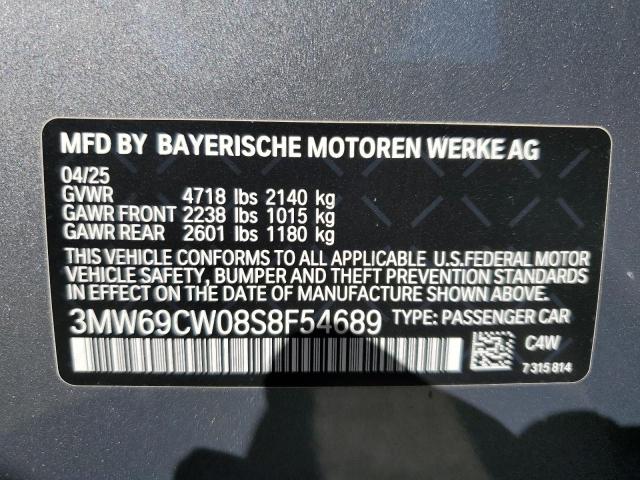 MFD BY BAYERISCHE MOTOREN WERKE AG
04/25
GVWR 4718 lbs 2140 kg
GAWR FRONT 2238 lbs 1015 kg
GAWR REAR 2601 lbs 1180 kg
THIS VEHICLE CONFORMS TO ALL APPLICABLE U.S.FEDERAL MOTOR
VEHICLE SAFETY, BUMPER AND THEFT PREVENTION STANDARDS
IN EFFECT ON THE DATE OF MANUFACTURE SHOWN ABOVE.
3MW69CW08S8F54689 TYPE: PASSENGER CAR
C4W
7 315 814